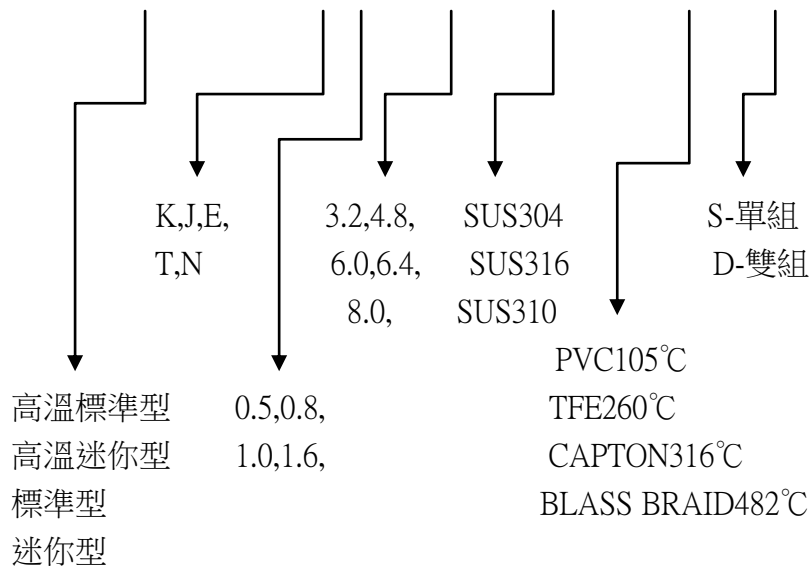 K,J,E, 3.2,4.8, SUS304 S-單組
T,N 6.0,6.4, SUS316 D-雙組
8.0, SUS310
PVC105℃
高溫標準型 0.5,0.8, TFE260℃
高溫迷你型 1.0,1.6, CAPTON316℃
標準型 BLASS BRAID482℃
迷你型